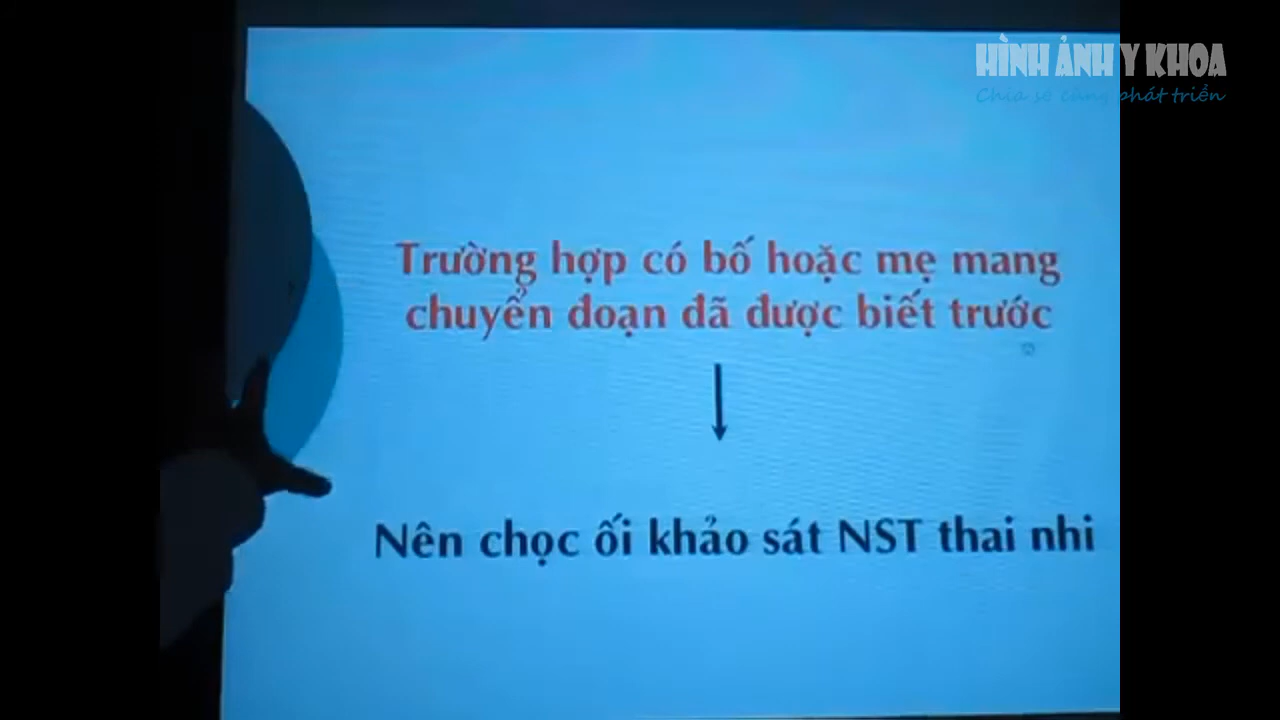 HÌNH ẢNH Y KHOA
Chia sẻ cùng phát triển
Trường hợp có bố hoặc mẹ mang
chuyển đoạn đã được biết trước
Nên chọc ối khảo sát NST thai nhi